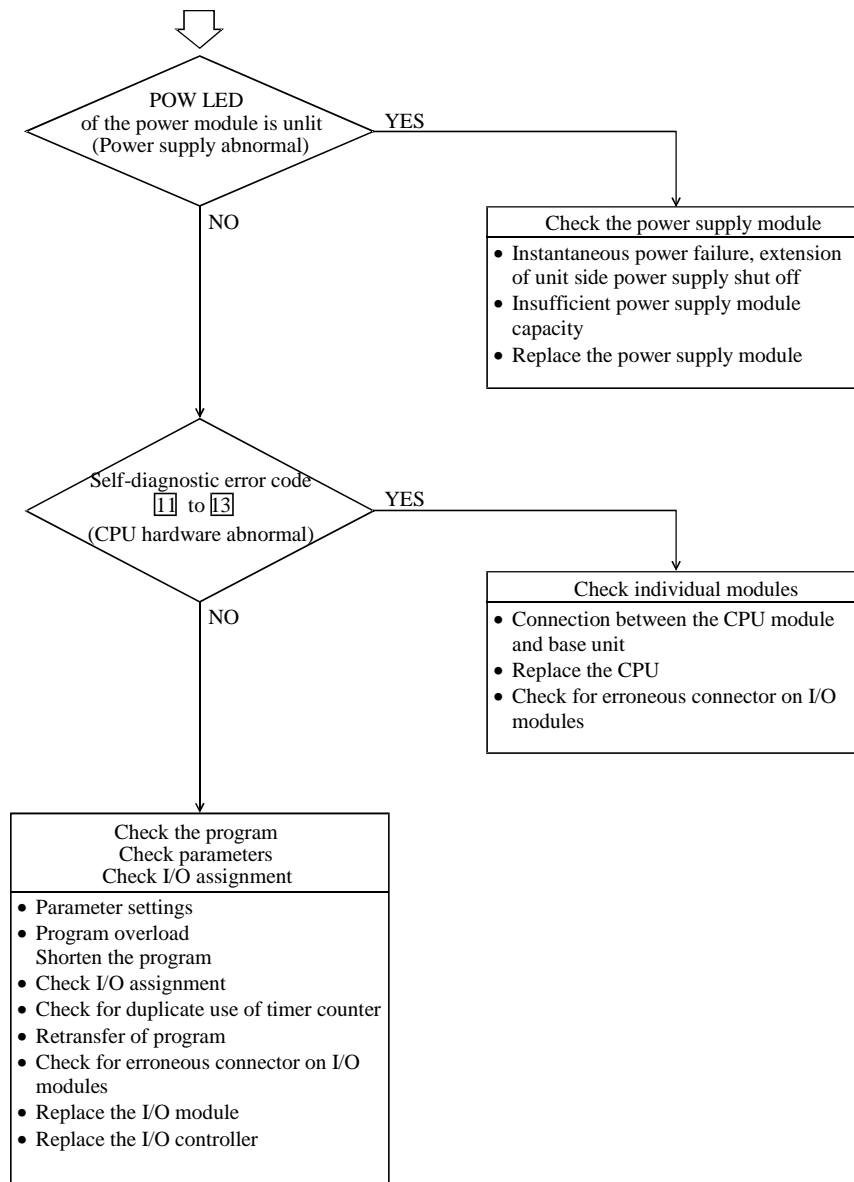 POW LED
of the power module is unlit
(Power supply abnormal)
YES
NO
Check the power supply module
• Instantaneous power failure, extension
of unit side power supply shut off
• Insufficient power supply module
capacity
• Replace the power supply module
Self-diagnostic error code
11 to 13
(CPU hardware abnormal)
YES
NO
Check individual modules
• Connection between the CPU module
and base unit
• Replace the CPU
• Check for erroneous connector on I/O
modules
Check the program
Check parameters
Check I/O assignment
• Parameter settings
• Program overload
Shorten the program
• Check I/O assignment
• Check for duplicate use of timer counter
• Retransfer of program
• Check for erroneous connector on I/O
modules
• Replace the I/O module
• Replace the I/O controller